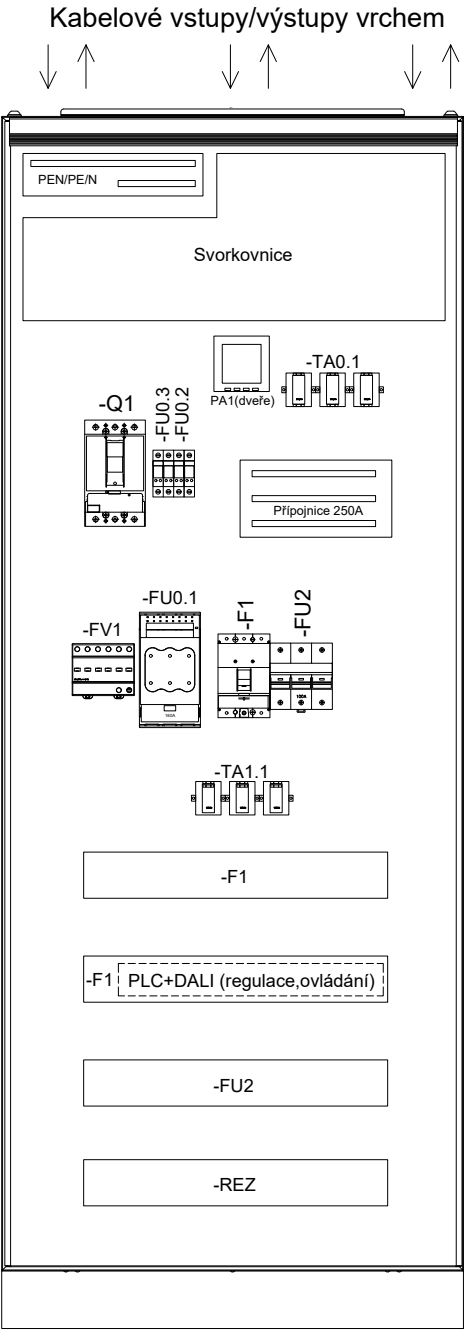 Kabelové vstupy/výstupy vrchem
PEN/PE/N
Svorkovnice
PA1(dveře)
-TA0.1
-Q1
-FU0.3
-FU0.2
Přípojnice 250A
-FV1
-FU0.1
-F1
-FU2
160A
100A
-TA1.1
-F1
-F1 PLC+DALI (regulace,ovládání)
-FU2
-REZ